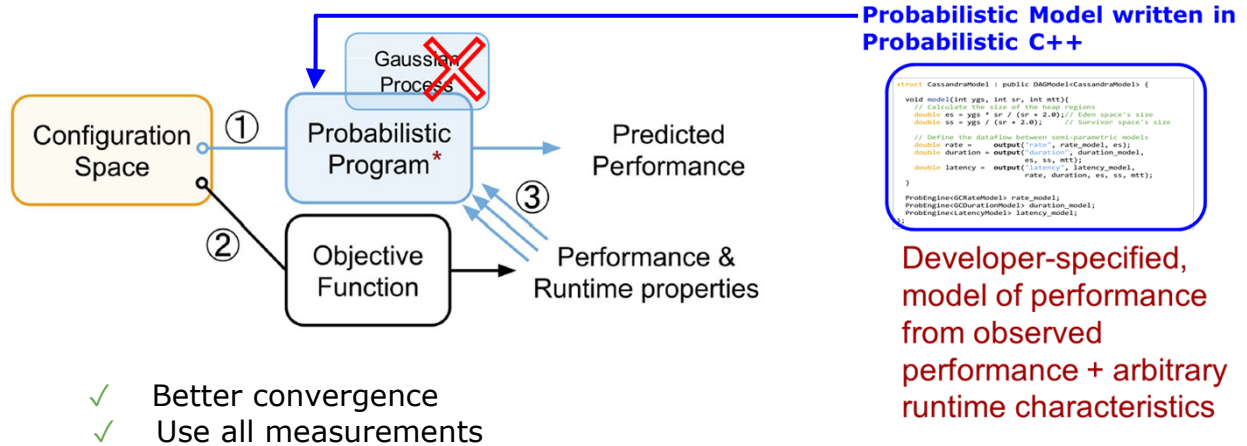 Probabilistic Model written in
Probabilistic C++
Gaussian
Process
Configuration
Space
①
Probabilistic
Program*
Predicted
Performance
②
③
Objective
Function
Performance &
Runtime properties
struct CassandraModel : public DAGModel<CassandraModel> {
void model(int ygs, int sr, int mtt){
// Calculate the size of the heap regions
double es = ygs * sr / (sr + 2.0);// Eden space's size
double ss = ygs / (sr + 2.0); // Survivor space's size
// Define the dataflow between semi-parametric models
double rate = output("rate", rate_model, es);
double duration = output("duration", duration_model,
es, ss, mtt);
double latency = output("latency", latency_model,
rate, duration, es, ss, mtt);
}
ProbEngine<GCRateModel> rate_model;
ProbEngine<GCDurationModel> duration_model;
ProbEngine<LatencyModel> latency_model;
};
Developer-specified,
model of performance
from observed
performance + arbitrary
runtime characteristics
✓ Better convergence
✓ Use all measurements